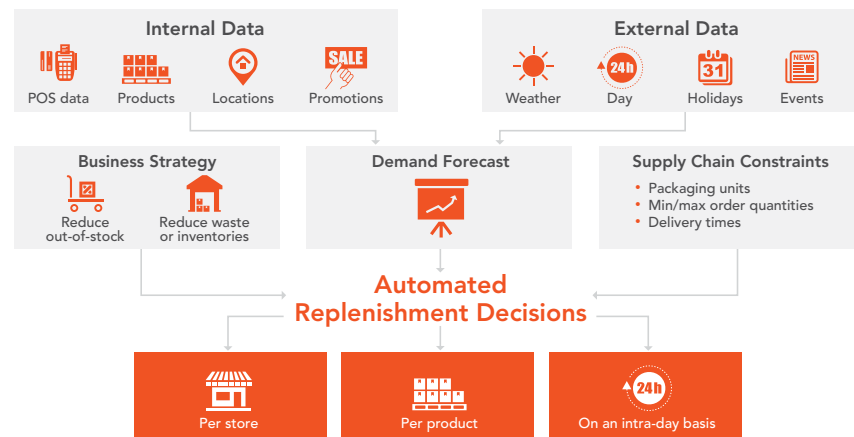 Internal Data
SALE
POS data
Products
Locations
Promotions
External Data
24h
31
NEWS
Weather
Day
Holidays
Events
Business Strategy
Reduce
out-of-stock
Reduce waste
or inventories
Demand Forecast
Supply Chain Constraints
• Packaging units
• Min/max order quantities
• Delivery times
Automated
Replenishment Decisions
Per store
Per product
24h
On an intra-day basis